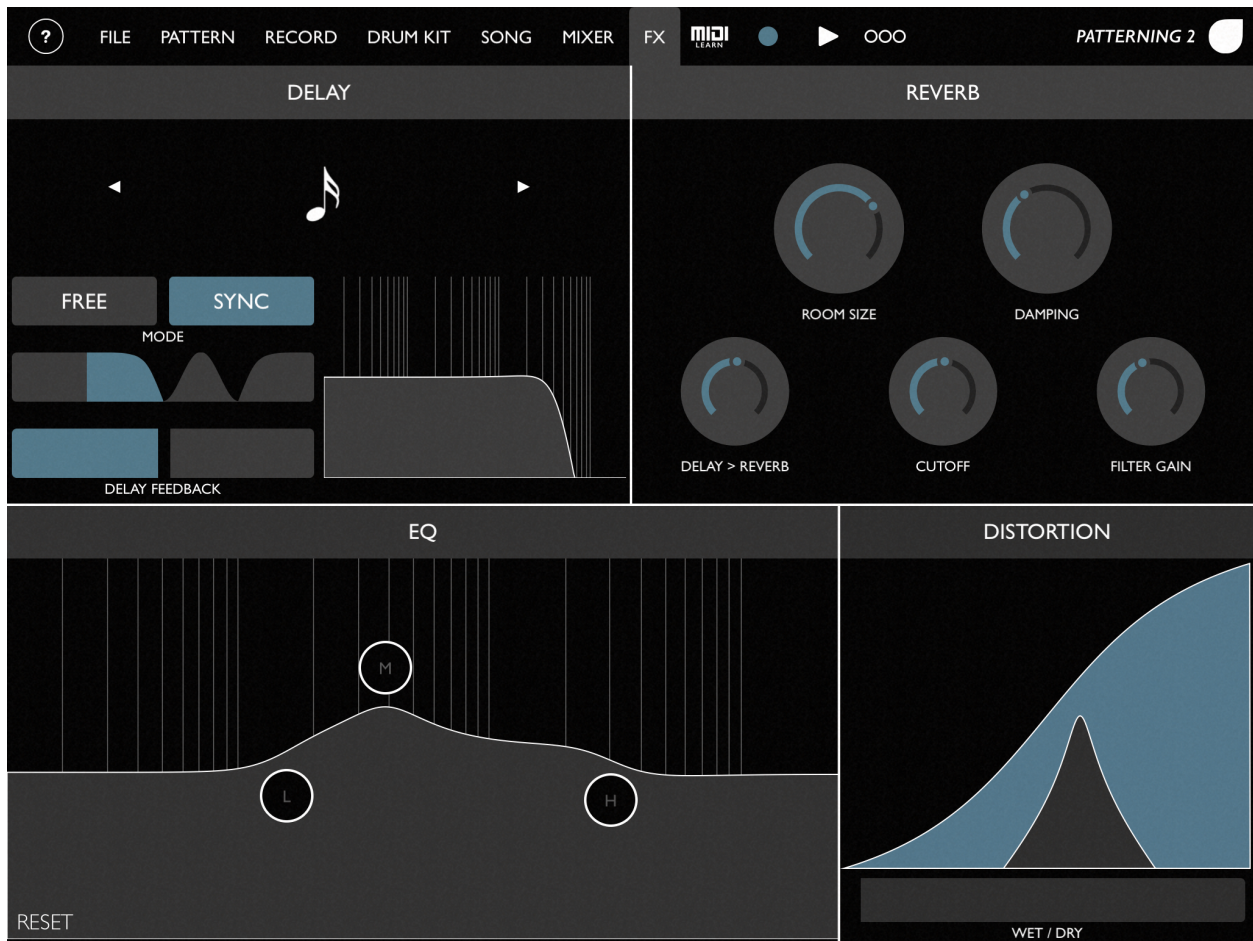 ?
FILE
PATTERN
RECORD
DRUM KIT
SONG
MIXER
FX
MIDI
LEARN
PATTERNING 2
DELAY
FREE
SYNC
MODE
DELAY FEEDBACK
REVERB
ROOM SIZE
DAMPING
DELAY > REVERB
CUTOFF
FILTER GAIN
EQ
M
L
H
RESET
DISTORTION
WET / DRY